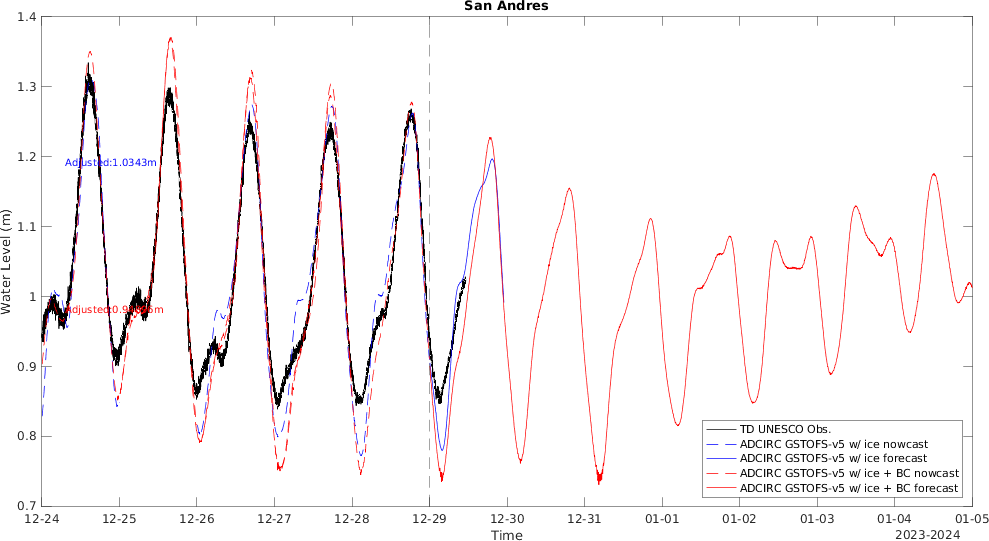 San Andres
1.4
1.3
1.2
1.1
1
0.9
0.8
0.7
Water Level (m)
Adjusted:1.0343m
12-24
12-25
12-26
12-27
12-28
12-29
12-30
12-31
01-01
01-02
01-03
01-04
01-05
Time
2023-2024
TD UNESCO Obs.
ADCIRC GSTOFS-v5 w/ ice nowcast
ADCIRC GSTOFS-v5 w/ ice forecast
ADCIRC GSTOFS-v5 w/ ice + BC nowcast
ADCIRC GSTOFS-v5 w/ ice + BC forecast